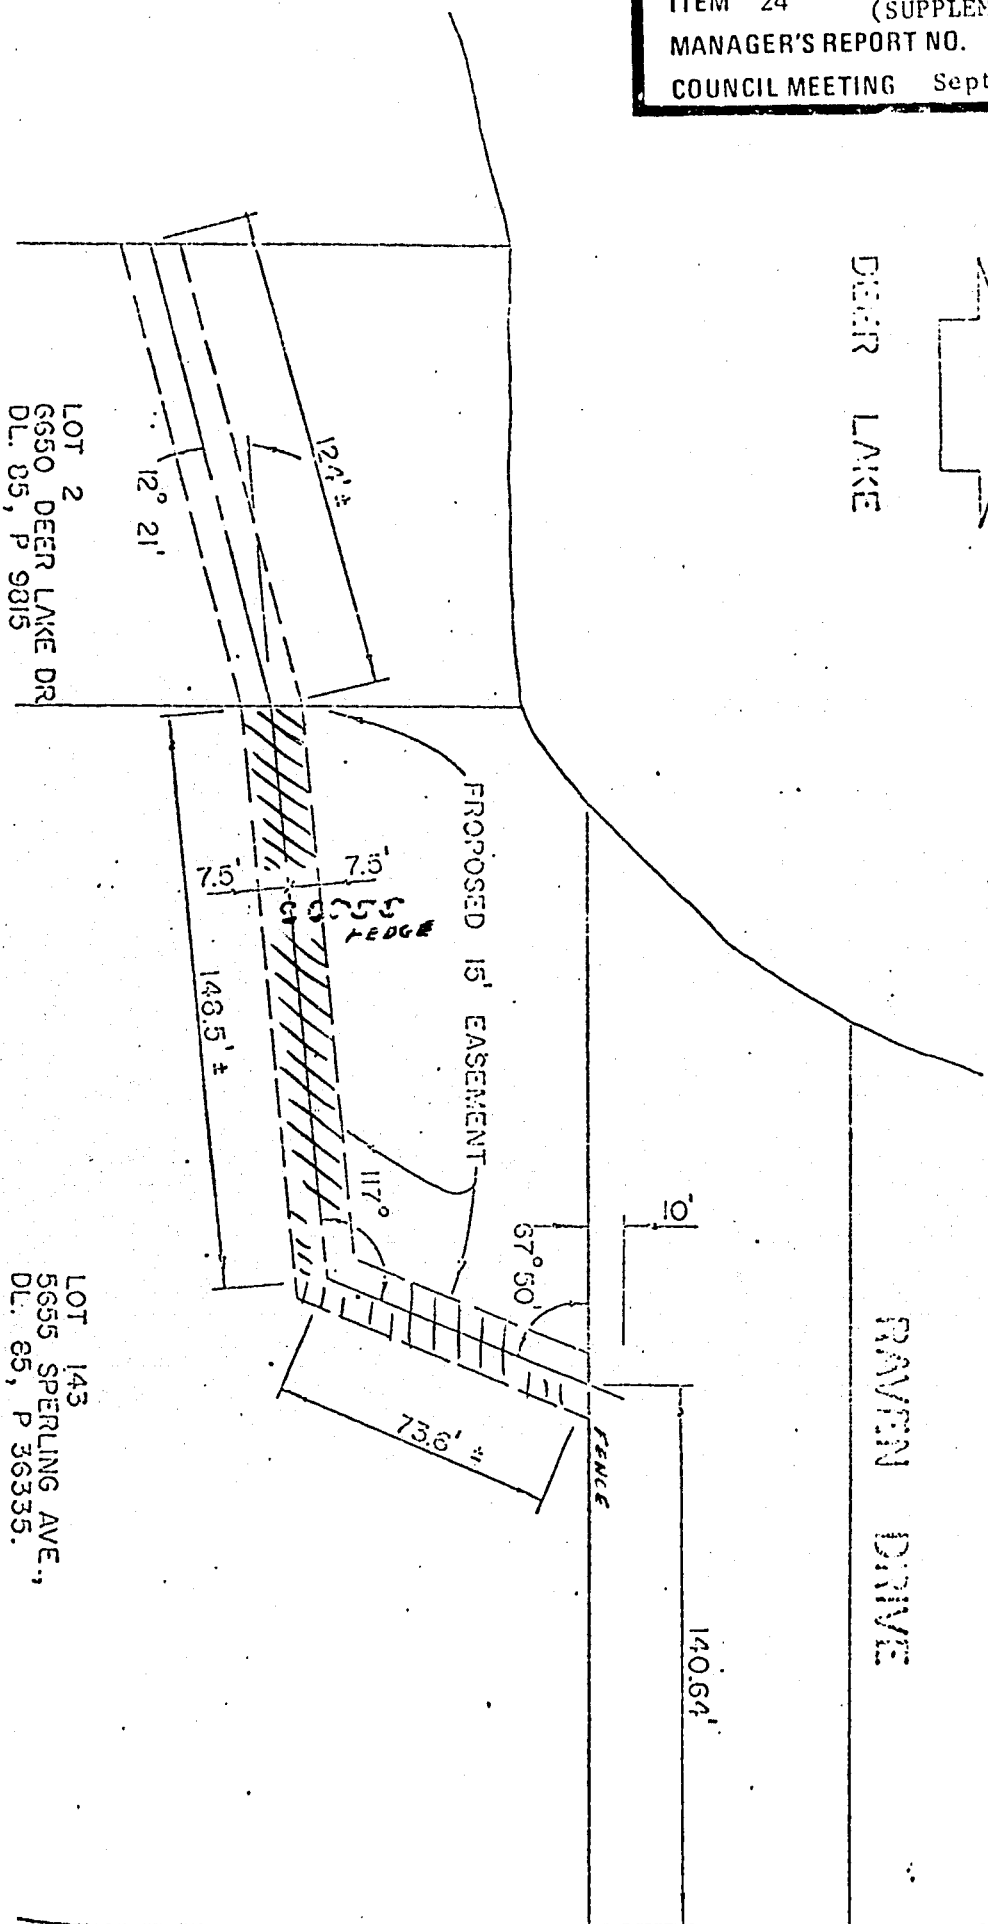 ITEM 24 (SUPPLEM
MANAGER'S REPORT NO.
COUNCIL MEETING Sept
DEER LAKE
RAVEN DRIVE
124' ±
12° 21'
LOT 2
6650 DEER LAKE DR
DL. 85, P 9815
PROPOSED 15' EASEMENT
7.5'
7.5'
HEDGE
148.5' ±
117°
67° 50'
10'
73.6' ±
FENCE
140.64'
LOT 143
5655 SPERLING AVE.,
DL. 85, P 36335.